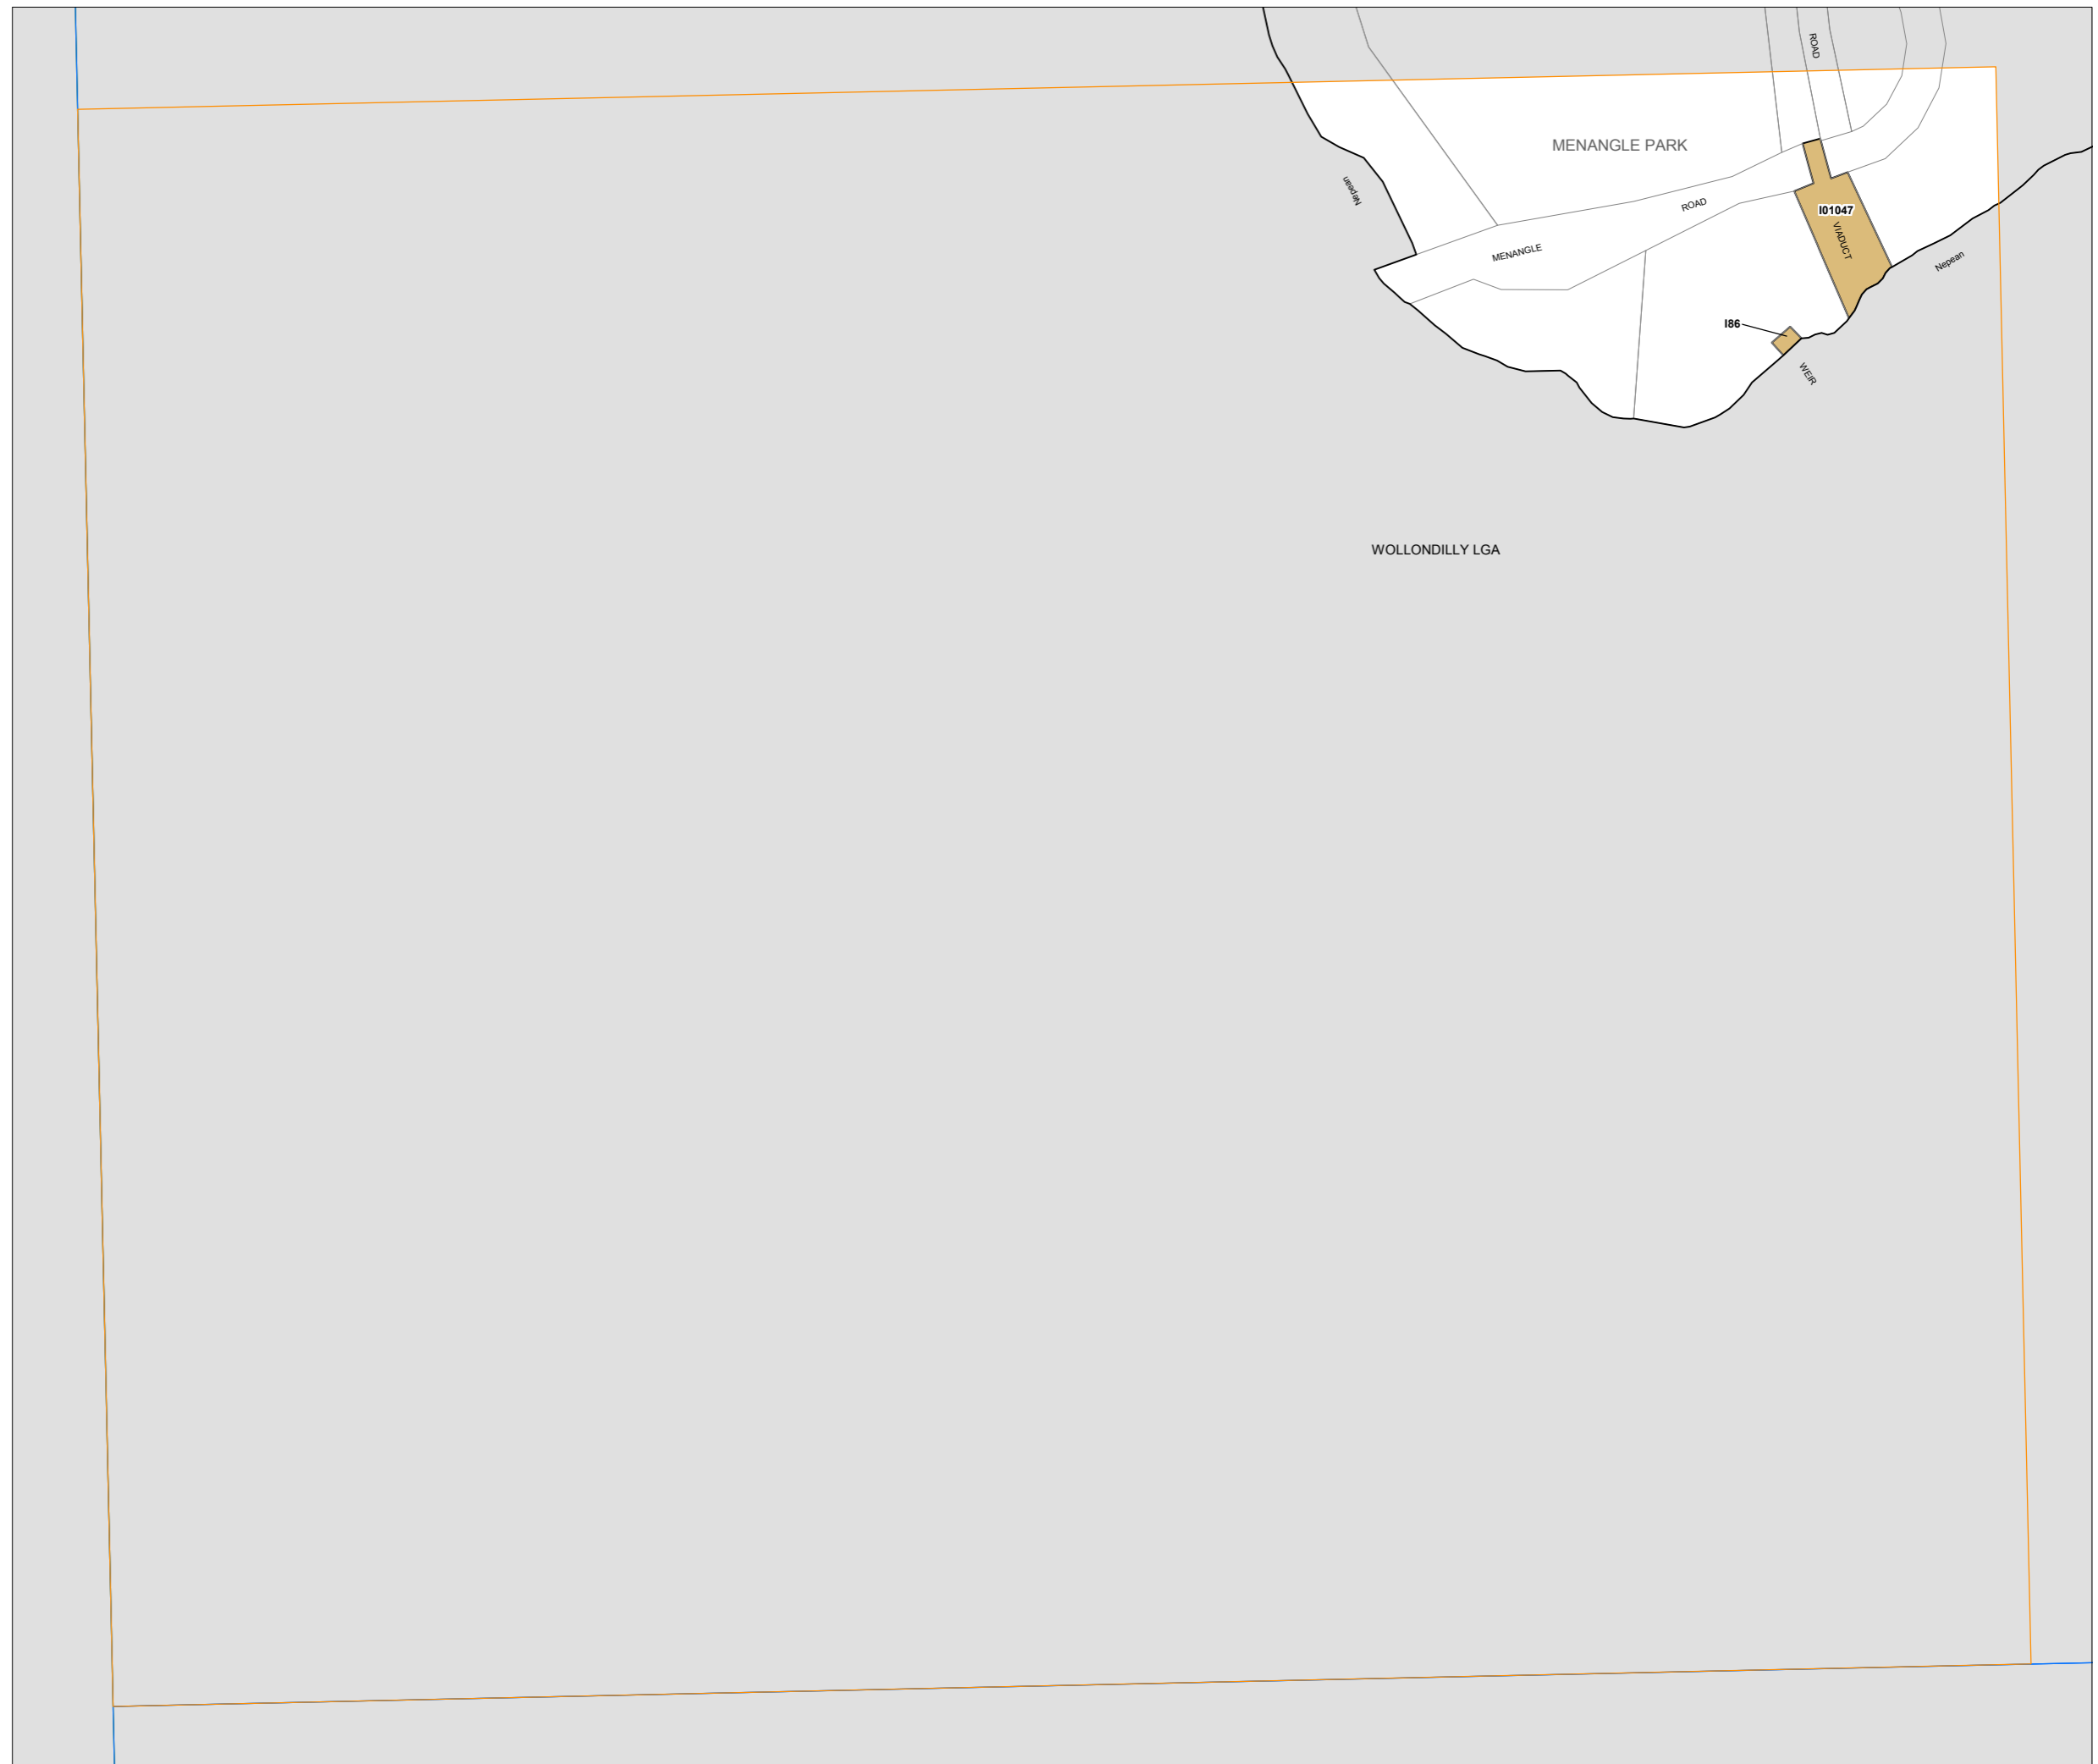 ROAD
MENANGLE PARK
Nepean
ROAD
I01047
VIADUCT
MENANGLE
Nepean
I86
WEIR
WOLLONDILLY LGA